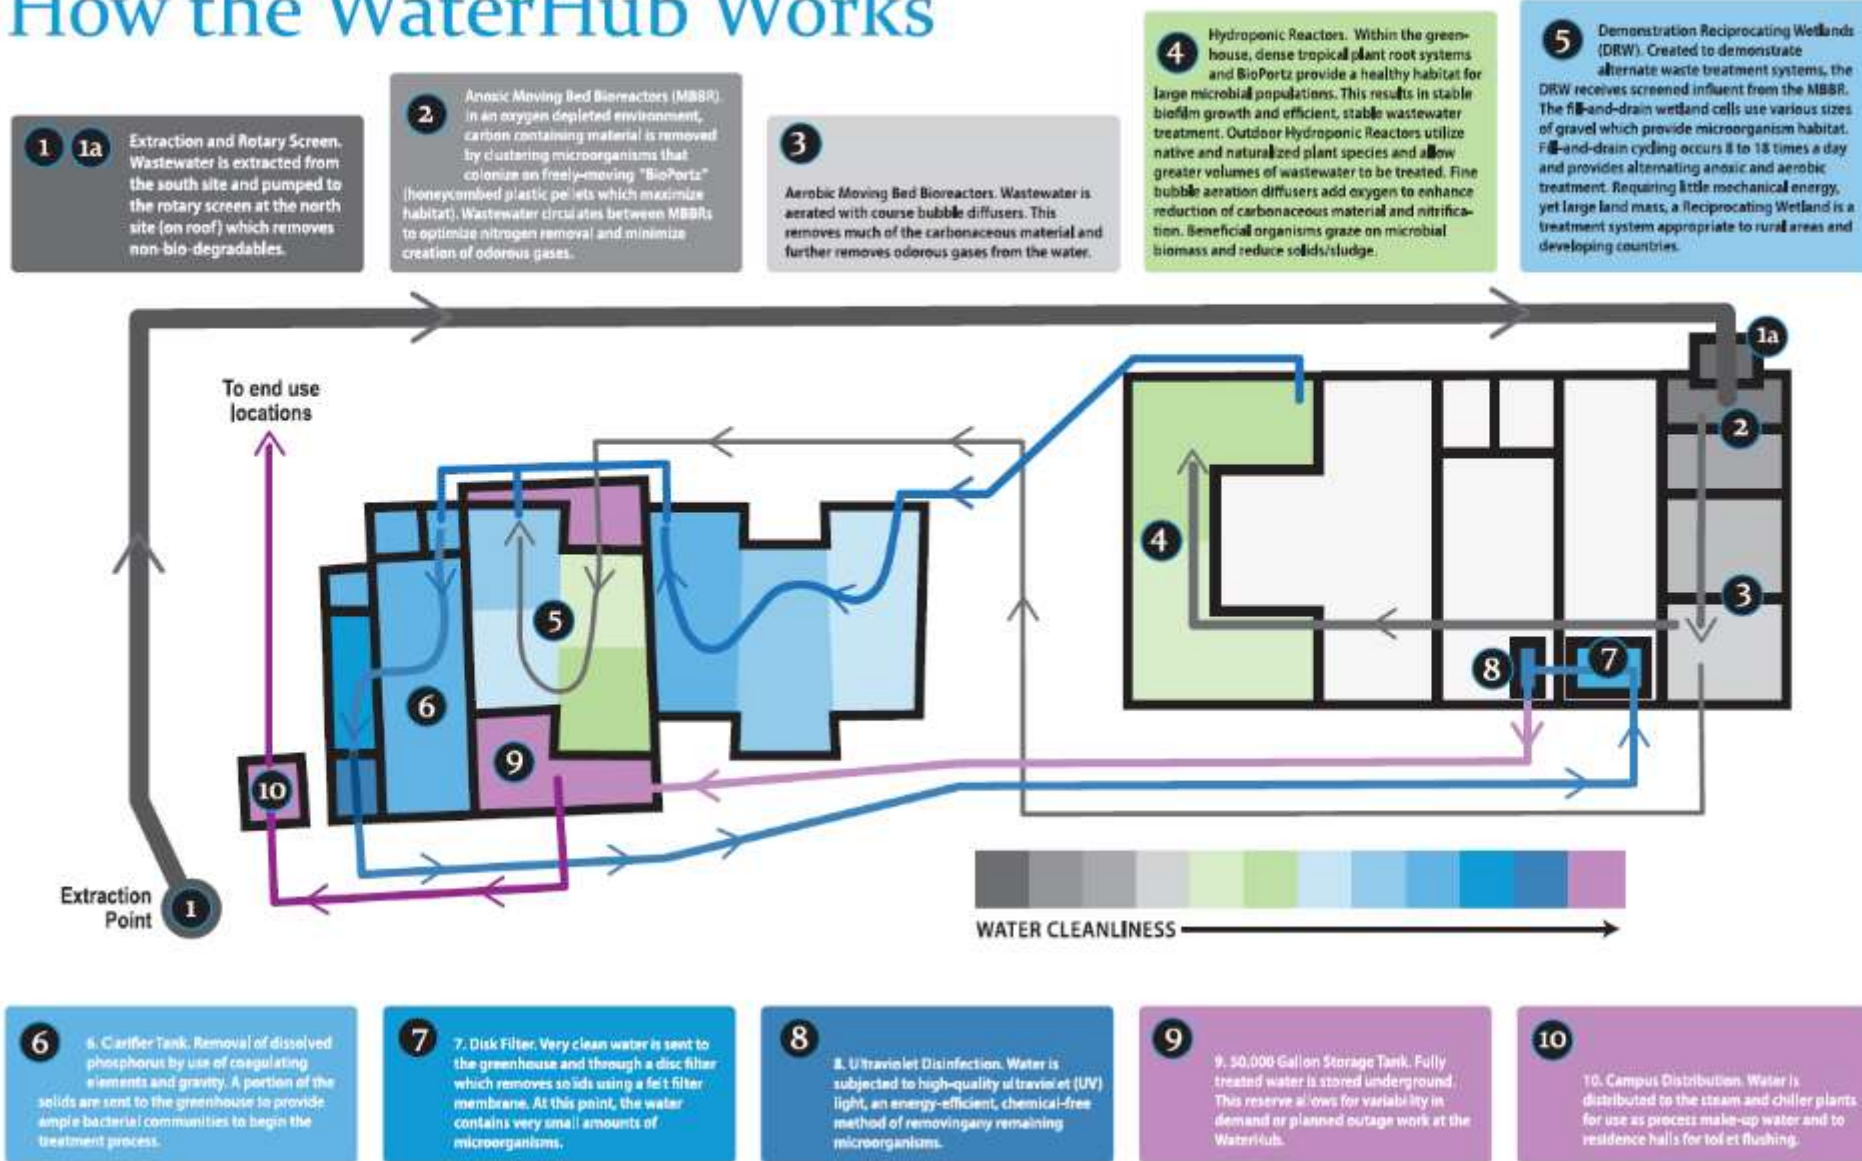 How the WaterHub Works
1 1a
Extraction and Rotary Screen.
Wastewater is extracted from
the south site and pumped to
the rotary screen at the north
site (on roof) which removes
non-bio-degradables.
2
Anoxic Moving Bed Bioreactors (MBBR).
In an oxygen depleted environment,
carbon containing material is removed
by clustering microorganisms that
colonize on freely-moving "BioPortz"
(honeycombed plastic pellets which maximize
habitat). Wastewater circulates between MBBRs
to optimize nitrogen removal and minimize
creation of odorous gases.
3
Aerobic Moving Bed Bioreactors. Wastewater is
aerated with course bubble diffusers. This
removes much of the carbonaceous material and
further removes odorous gases from the water.
4
Hydroponic Reactors. Within the green-
house, dense tropical plant root systems
and BioPortz provide a healthy habitat for
large microbial populations. This results in stable
biofilm growth and efficient, stable wastewater
treatment. Outdoor Hydroponic Reactors utilize
native and naturalized plant species and allow
greater volumes of wastewater to be treated. Fine
bubble aeration diffusers add oxygen to enhance
reduction of carbonaceous material and nitrifica-
tion. Beneficial organisms graze on microbial
biomass and reduce solids/sludge.
5
Demonstration Reciprocating Wetlands
(DRW). Created to demonstrate
alternate waste treatment systems, the
DRW receives screened influent from the MBBR.
The fill-and-drain wetland cells use various sizes
of gravel which provide microorganism habitat.
Fill-and-drain cycling occurs 8 to 18 times a day
and provides alternating anoxic and aerobic
treatment. Requiring little mechanical energy,
yet large land mass, a Reciprocating Wetland is a
treatment system appropriate to rural areas and
developing countries.
1a
To end use
locations
2
4
3
5
8
7
6
9
10
Extraction
Point
1
WATER CLEANLINESS
6
6. Carifier Tank. Removal of dissolved
phosphorus by use of coagulating
elements and gravity. A portion of the
solids are sent to the greenhouse to provide
ample bacterial communities to begin the
treatment process.
7
7. Disk Filter. Very clean water is sent to
the greenhouse and through a disc filter
which removes solids using a felt filter
membrane. At this point, the water
contains very small amounts of
microorganisms.
8
8. Ultraviolet Disinfection. Water is
subjected to high-quality ultraviolet (UV)
light, an energy-efficient, chemical-free
method of removingany remaining
microorganisms.
9
9. 50,000 Gallon Storage Tank. Fully
treated water is stored underground.
This reserve allows for variability in
demand or planned outage work at the
WaterHub.
10
10. Campus Distribution. Water is
distributed to the steam and chiller plants
for use as process make-up water and to
residence halls for toilet flushing.